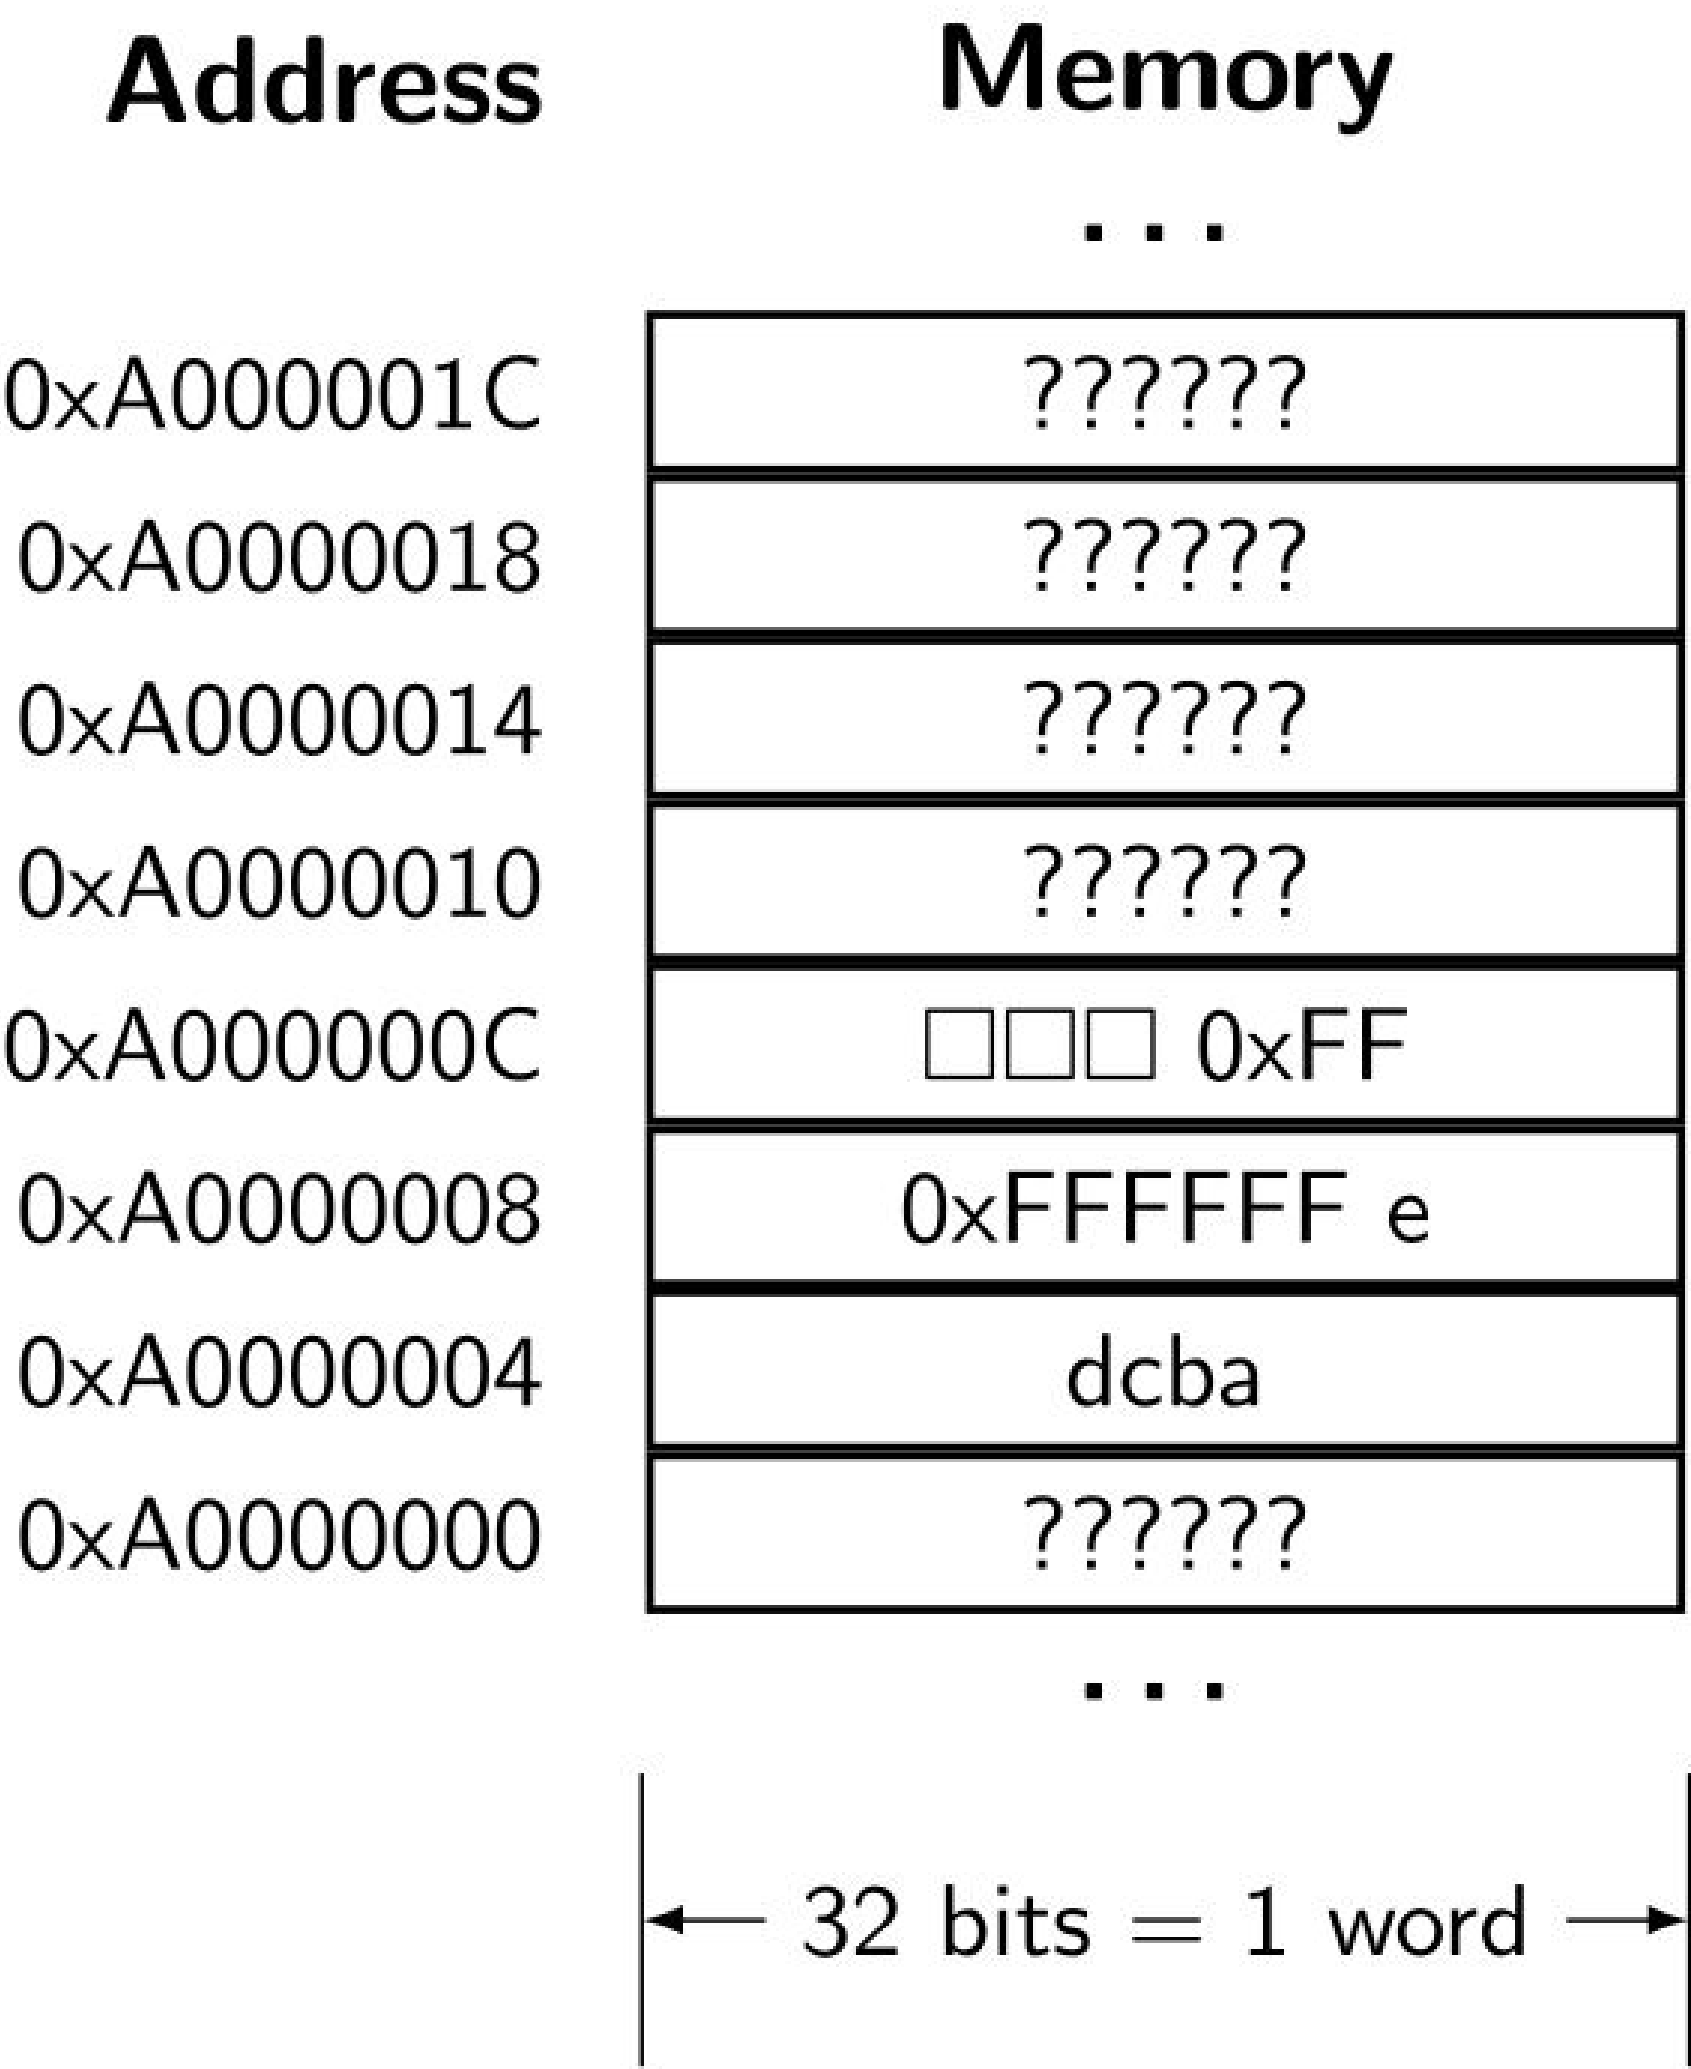 Address Memory
. . .
0xA000001C ??????
0xA0000018 ??????
0xA0000014 ??????
0xA0000010 ??????
0xA000000C □□□ 0xFF
0xA0000008 0xFFFFFF e
0xA0000004 dcba
0xA0000000 ??????
. . .
32 bits = 1 word